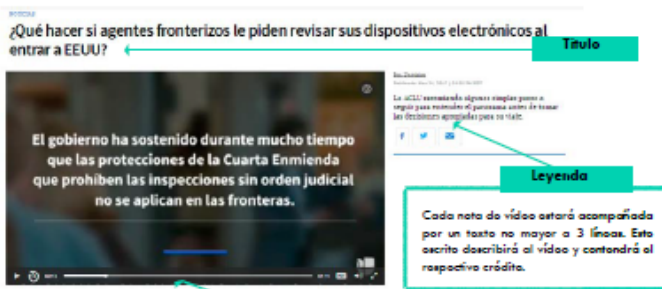 NOTICIAS
¿Qué hacer si agentes fronterizos le piden revisar sus dispositivos electrónicos al
entrar a EEUU?
Título
El gobierno ha sostenido durante mucho tiempo
que las protecciones de la Cuarta Enmienda
que prohíben las inspecciones sin orden judicial
no se aplican en las fronteras.
La ACLU recomienda algunos simples pasos a
seguir para entender el panorama antes de tomar
las decisiones apropiadas para su viaje.
Leyenda
Cada nota de vídeo estará acompañada
por un texto no mayor a 3 líneas. Este
escrito describirá al vídeo y contendrá el
respectivo crédito.